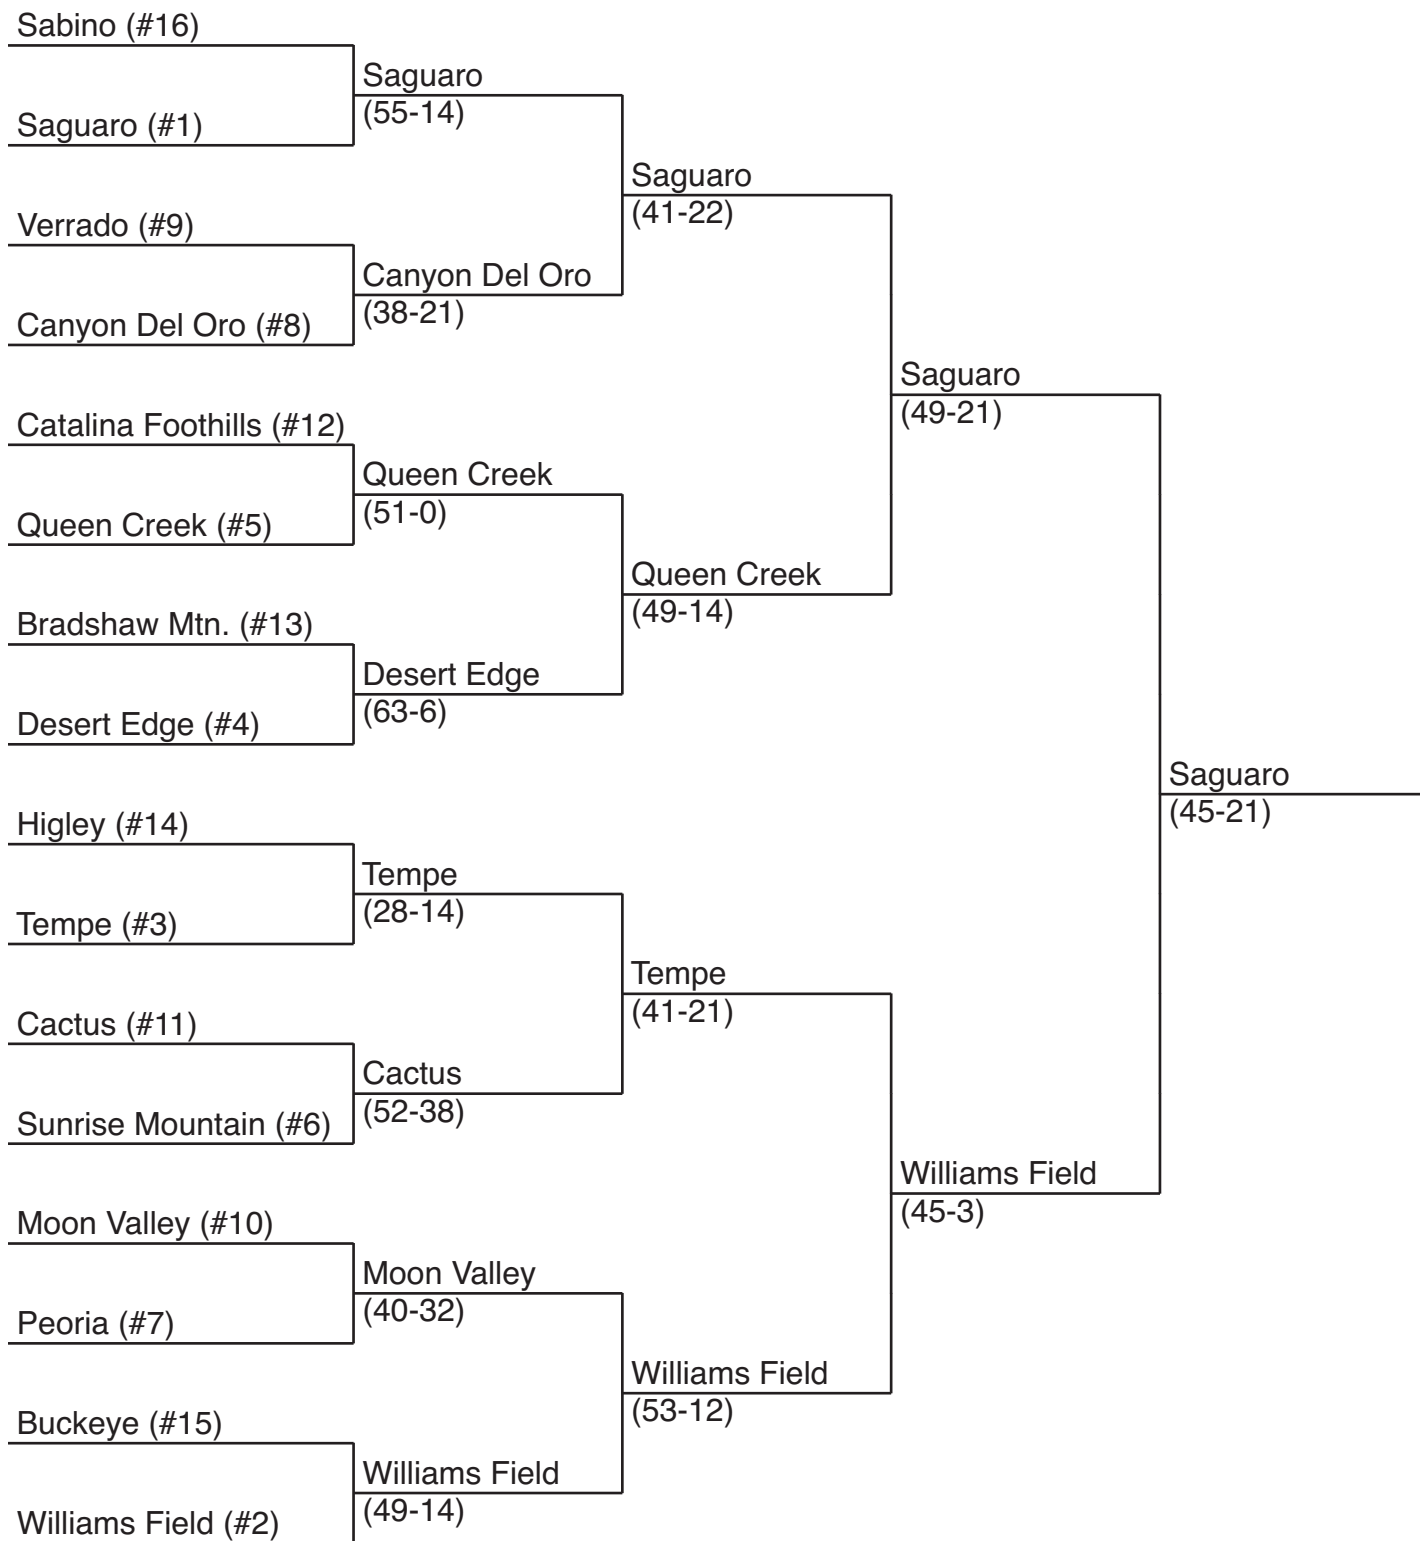 Sabino (#16)
Saguaro
(55-14)
Saguaro (#1)
Saguaro
(41-22)
Verrado (#9)
Canyon Del Oro
(38-21)
Canyon Del Oro (#8)
Saguaro
(49-21)
Catalina Foothills (#12)
Queen Creek
(51-0)
Queen Creek (#5)
Queen Creek
(49-14)
Bradshaw Mtn. (#13)
Desert Edge
(63-6)
Desert Edge (#4)
Saguaro
(45-21)
Higley (#14)
Tempe
(28-14)
Tempe (#3)
Tempe
(41-21)
Cactus (#11)
Cactus
(52-38)
Sunrise Mountain (#6)
Williams Field
(45-3)
Moon Valley (#10)
Moon Valley
(40-32)
Peoria (#7)
Williams Field
(53-12)
Buckeye (#15)
Williams Field
(49-14)
Williams Field (#2)